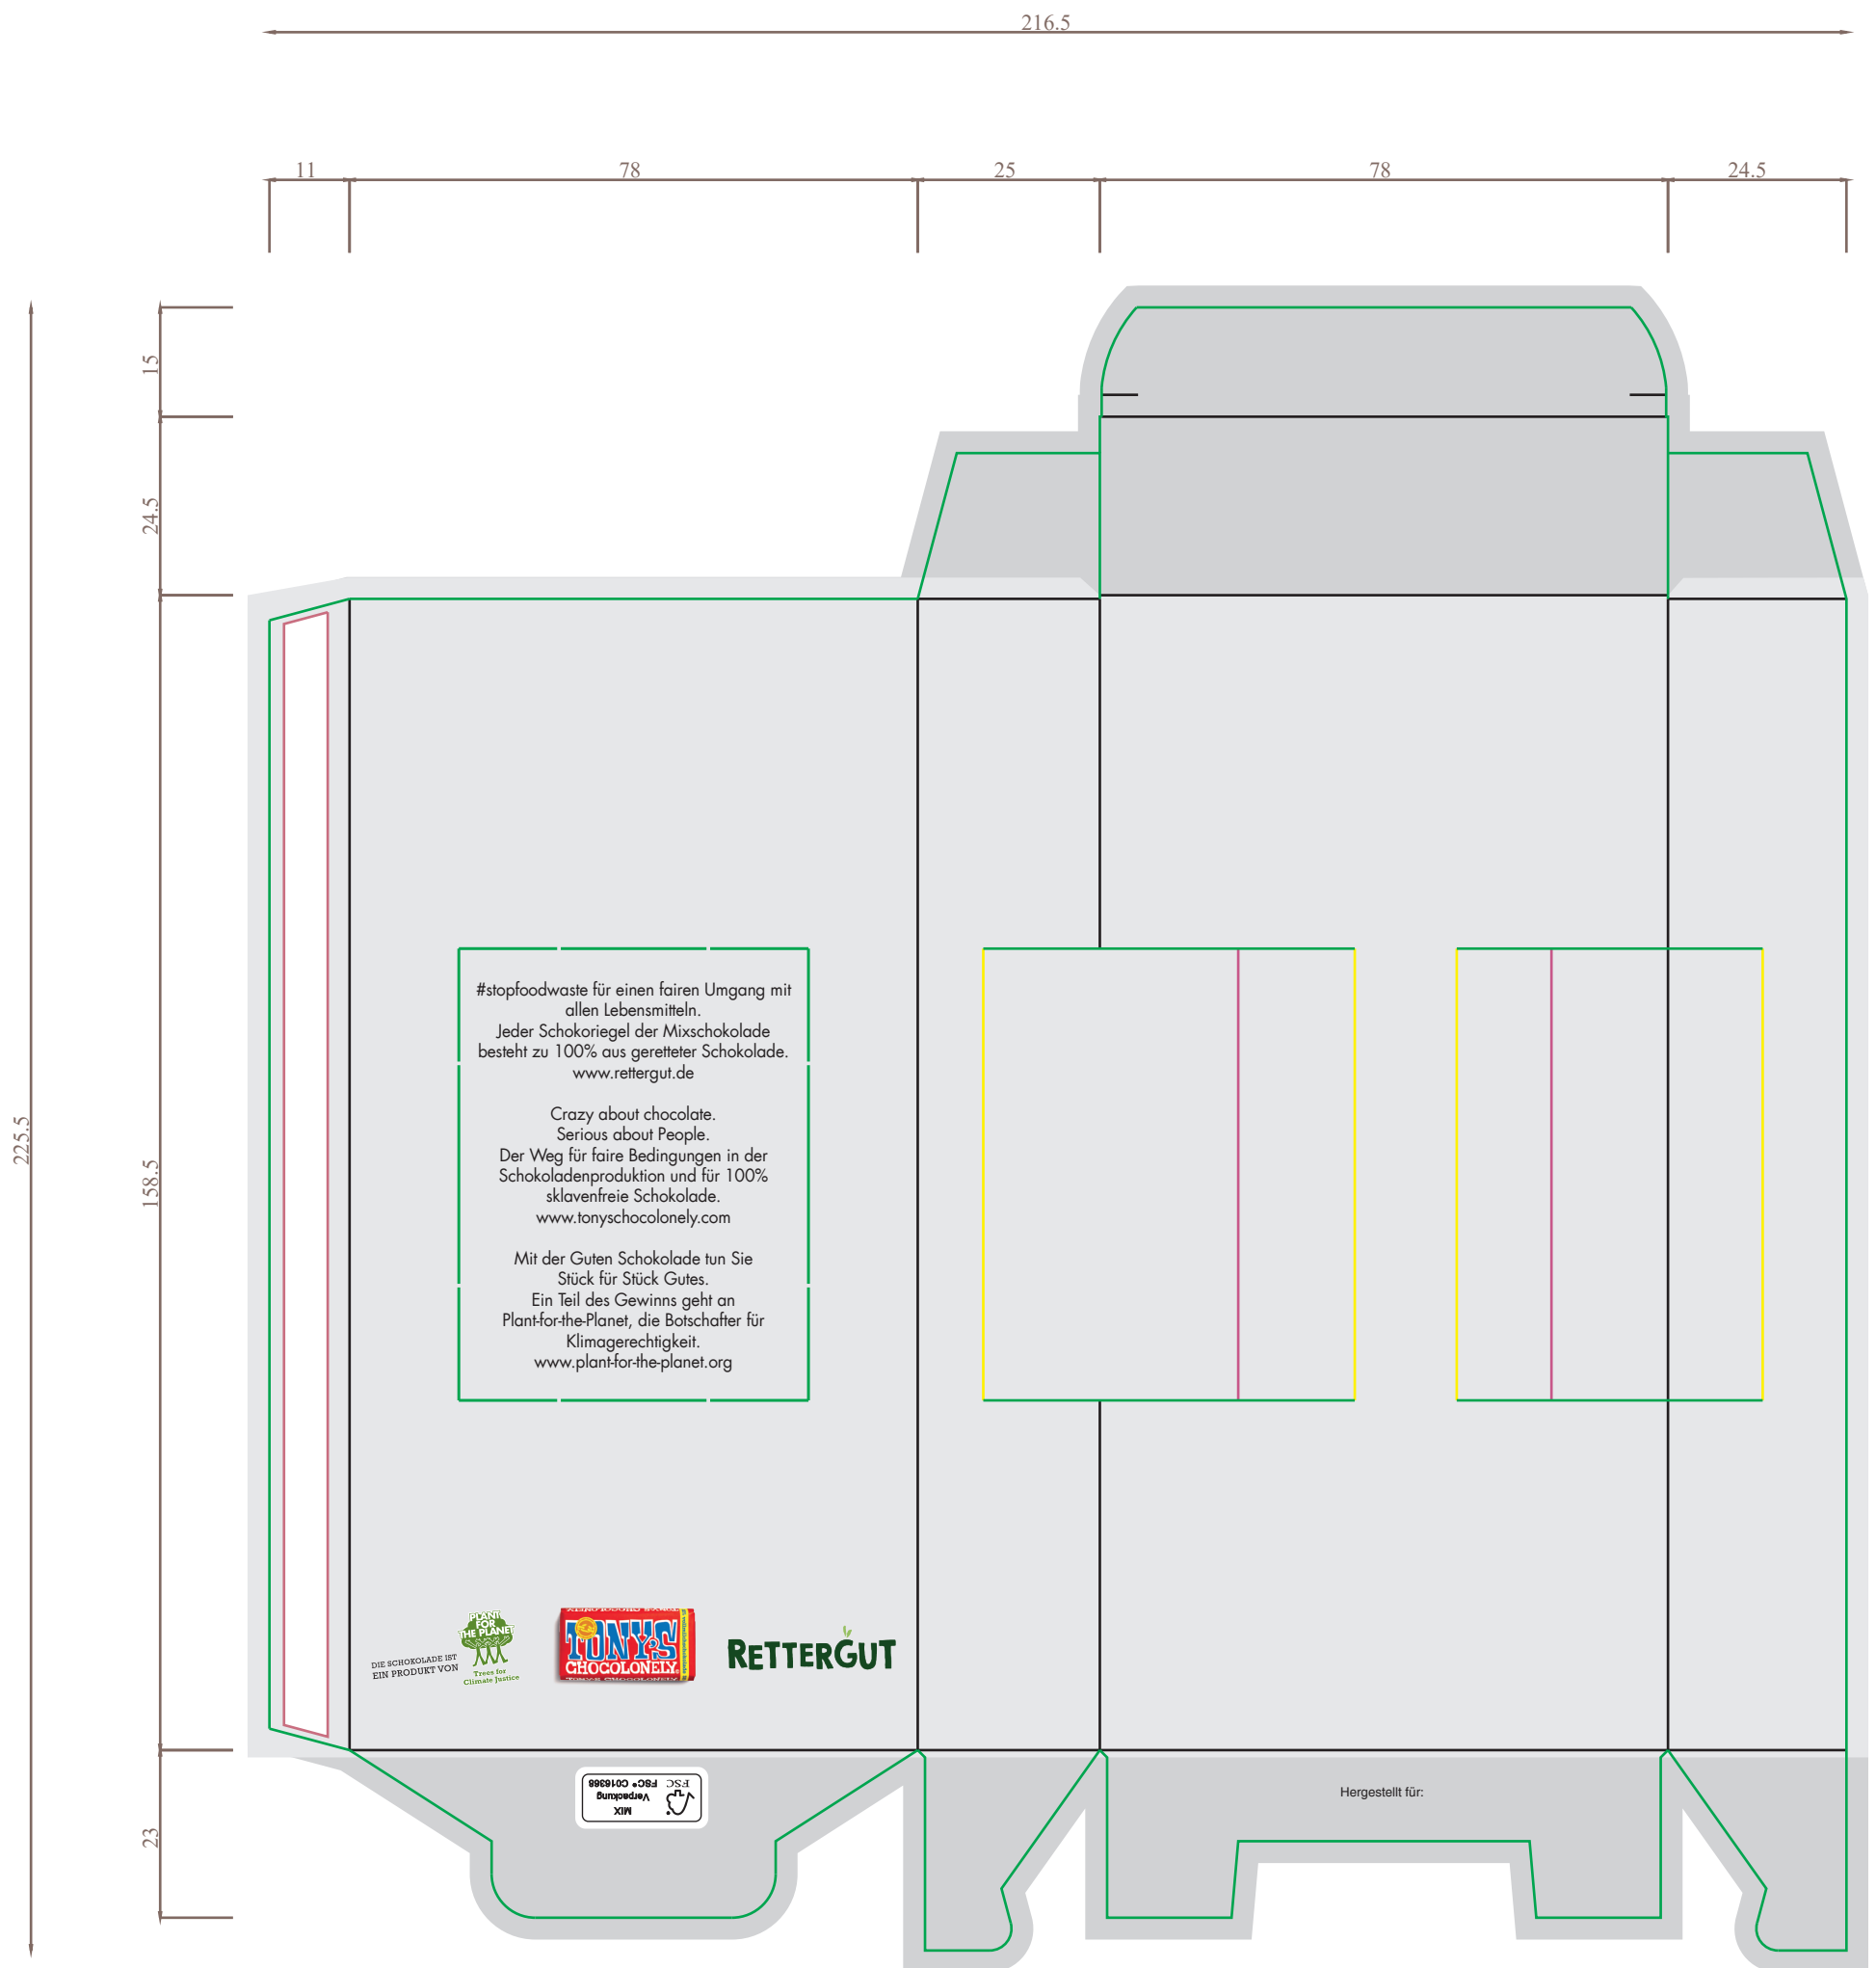 216.5
11
78
25
78
24.5
15
24.5
225.5
158.5
23
#stopfoodwaste für einen fairen Umgang mit
allen Lebensmitteln.
Jeder Schokoriegel der Mixschokolade
besteht zu 100% aus geretteter Schokolade.
www.rettergut.de
Crazy about chocolate.
Serious about People.
Der Weg für faire Bedingungen in der
Schokoladenproduktion und für 100%
sklavenfreie Schokolade.
www.tonyschocolonely.com
Mit der Guten Schokolade tun Sie
Stück für Stück Gutes.
Ein Teil des Gewinns geht an
Plant-for-the-Planet, die Botschafter für
Klimagerechtigkeit.
www.plant-for-the-planet.org
DIE SCHOKOLADE IST
EIN PRODUKT VON
PLANT
FOR
THE PLANET
Trees for
Climate Justice
TONY'S
CHOCOLONELY
RETTERGUT
MIX
Verpackung
FSC FSC® C018368
Hergestellt für: